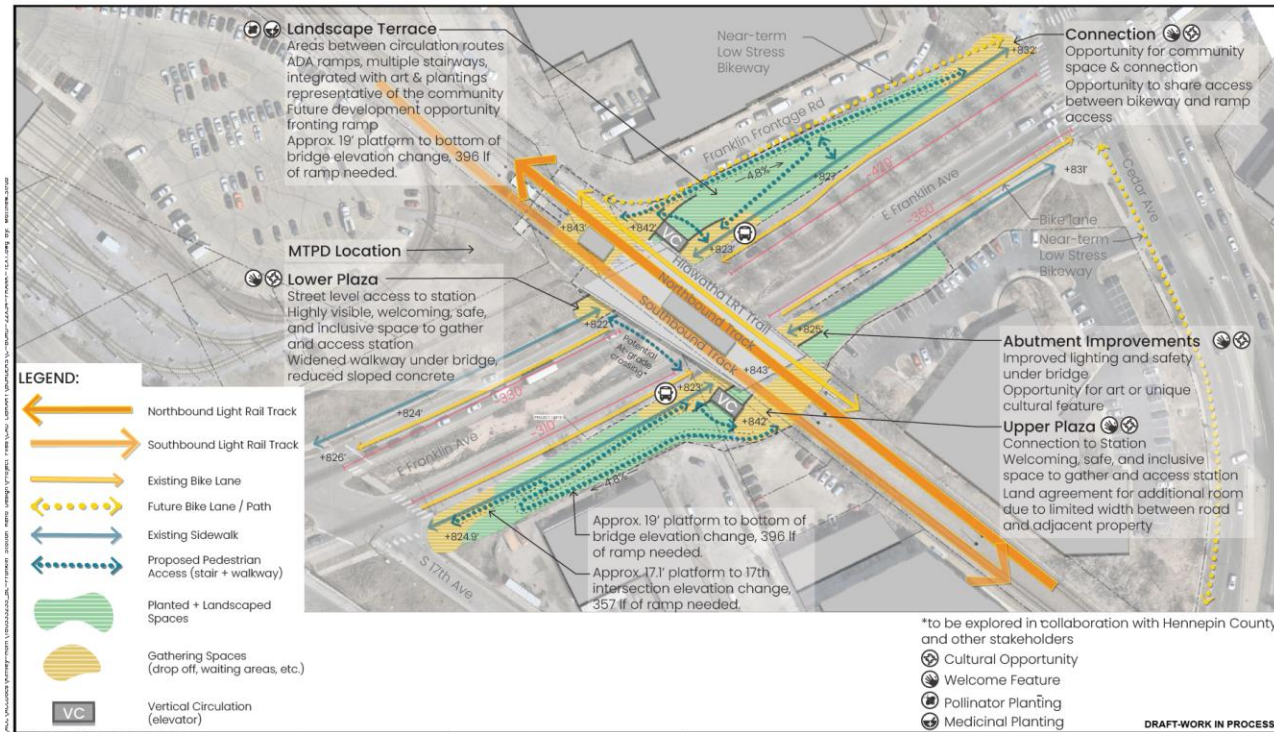 Landscape Terrace
Areas between circulation routes
ADA ramps, multiple stairways,
integrated with art & plantings
representative of the community
Future development opportunity
fronting ramp
Approx. 19' platform to bottom of
bridge elevation change, 396 lf
of ramp needed.
MTPD Location
Lower Plaza
Street level access to station
Highly visible, welcoming, safe,
and inclusive space to gather
and access station
Widened walkway under bridge,
reduced sloped concrete
Near-term
Low Stress
Bikeway
Franklin Frontage Rd
Connection
Opportunity for community
space & connection
Opportunity to share access
between bikeway and ramp
access
+832'
4.8%
+827'
-420'
E Franklin Ave
-360'
+831'
Cedar Ave
Bike lane
Near-term
Low Stress
Bikeway
+843'
+842'
VC
+823'
Hiawatha LRT Trail
Northbound Track
Southbound Track
+822'
Potential
At-grade
crossing*
+825'
+843'
+823'
VC
+842'
Abutment Improvements
Improved lighting and safety
under bridge
Opportunity for art or unique
cultural feature
Upper Plaza
Connection to Station
Welcoming, safe, and inclusive
space to gather and access station
Land agreement for additional room
due to limited width between road
and adjacent property
+824'
+826'
-330'
-310'
E Franklin Ave
4.8%
+824.9'
S 17th Ave
Approx. 19' platform to bottom of
bridge elevation change, 396 lf
of ramp needed.
Approx. 17.1' platform to 17th
intersection elevation change,
357 lf of ramp needed.
LEGEND:
Northbound Light Rail Track
Southbound Light Rail Track
Existing Bike Lane
Future Bike Lane / Path
Existing Sidewalk
Proposed Pedestrian
Access (stair + walkway)
Planted + Landscaped
Spaces
Gathering Spaces
(drop off, waiting areas, etc.)
VC
Vertical Circulation
(elevator)
*to be explored in collaboration with Hennepin County
and other stakeholders
Cultural Opportunity
Welcome Feature
Pollinator Planting
Medicinal Planting
DRAFT-WORK IN PROCESS